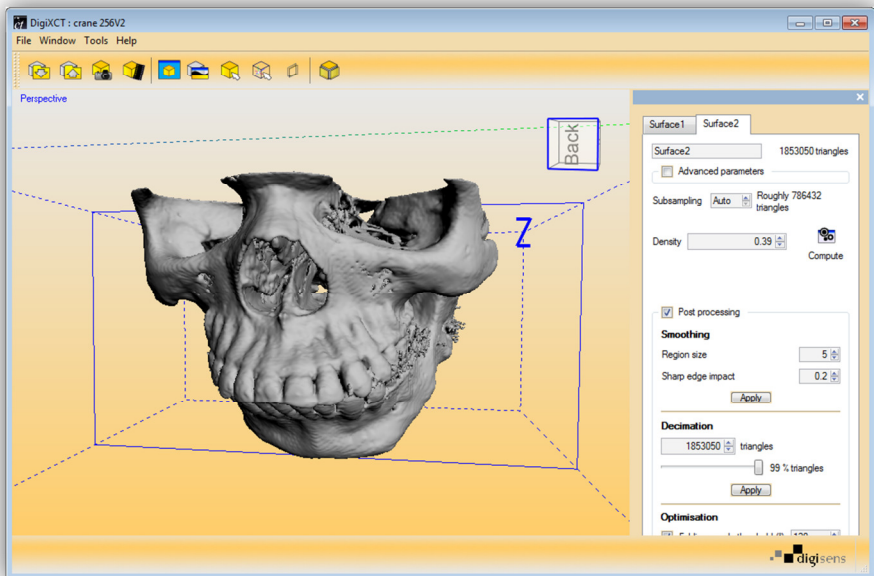 DigiXCT : crane 256V2
File Window Tools Help
Perspective
Back
Z
Surface1 Surface2
Surface2 1853050 triangles
Advanced parameters
Subsampling Auto Roughly 786432
triangles
Density 0.39
Compute
Post processing
Smoothing
Region size 5
Sharp edge impact 0.2
Apply
Decimation
1853050 triangles
99 % triangles
Apply
Optimisation
digisens